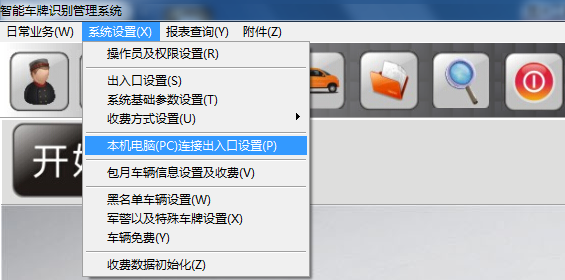 智能车牌识别管理系统
日常业务(W) 系统设置(X) 报表查询(Y) 附件(Z)
操作员及权限设置(R)
出入口设置(S)
系统基础参数设置(T)
收费方式设置(U)
本机电脑(PC)连接出入口设置(P)
包月车辆信息设置及收费(V)
黑名单车辆设置(W)
军警以及特殊车牌设置(X)
车辆免费(Y)
收费数据初始化(Z)
开